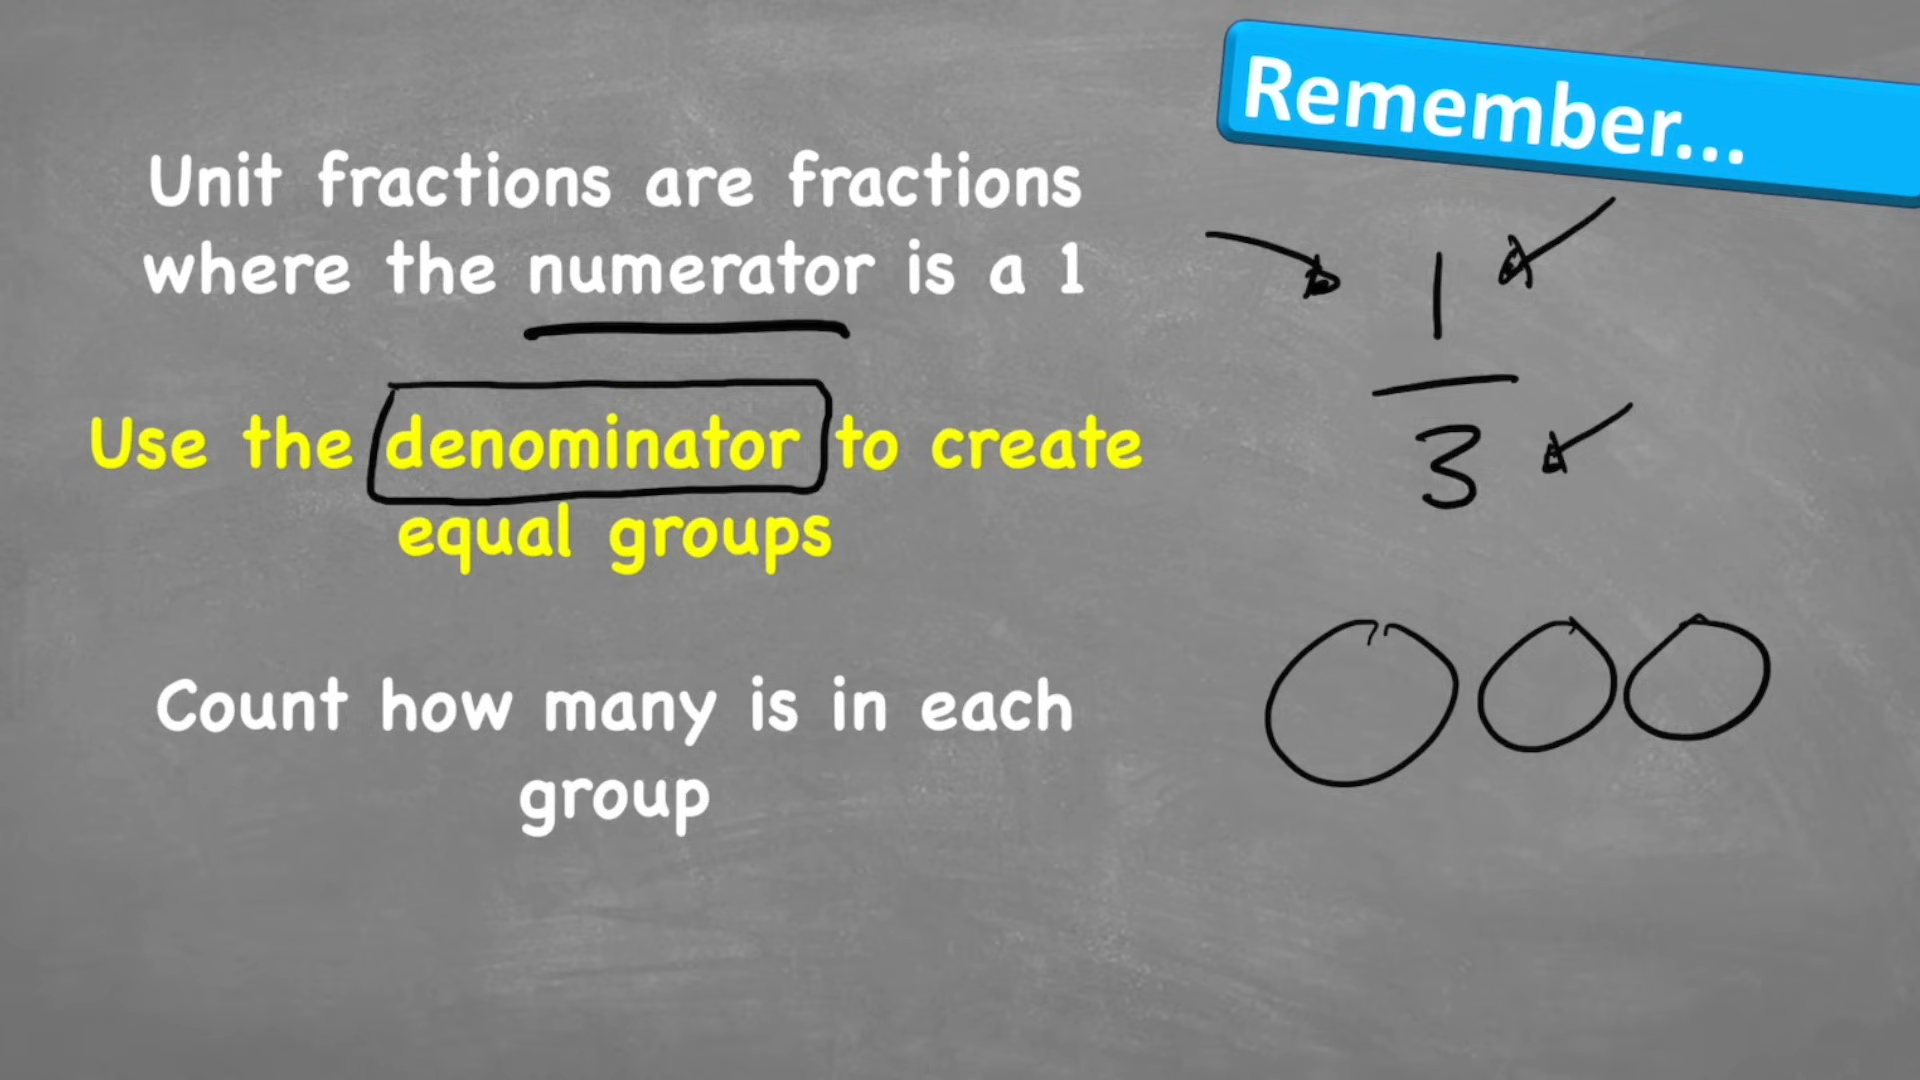 Remember...
Unit fractions are fractions
where the numerator is a 1
Use the denominator to create
equal groups
Count how many is in each
group
1
3